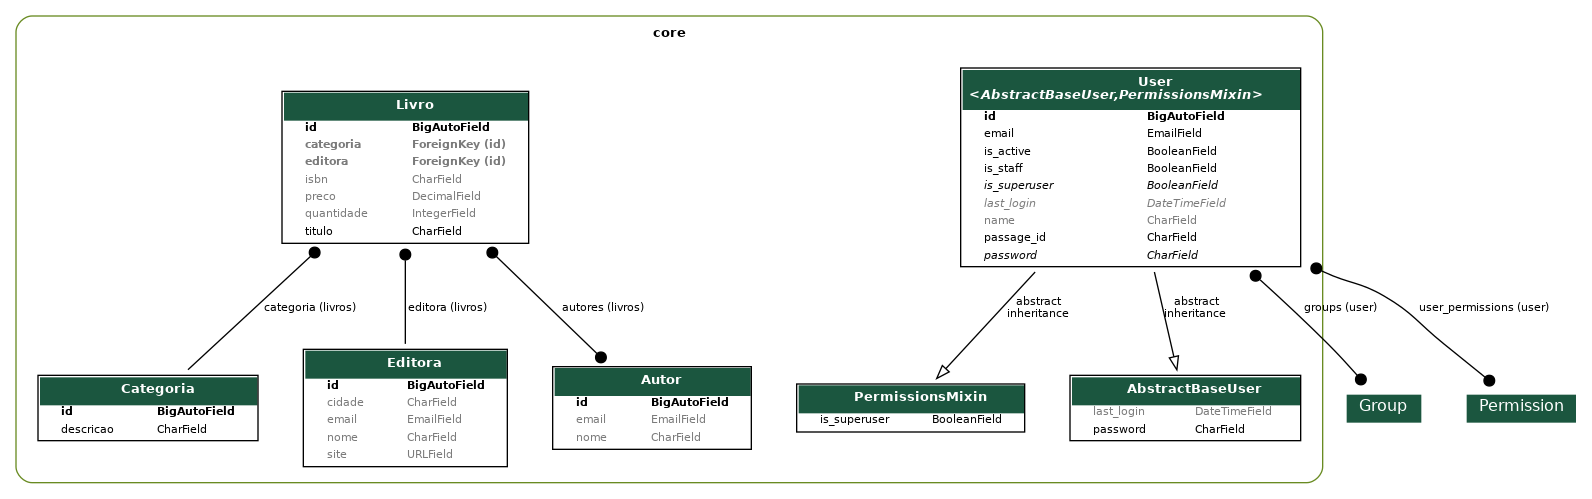 core
Livro
id BigAutoField
categoria ForeignKey (id)
editora ForeignKey (id)
isbn CharField
preco DecimalField
quantidade IntegerField
titulo CharField
User
<AbstractBaseUser,PermissionsMixin>
id BigAutoField
email EmailField
is_active BooleanField
is_staff BooleanField
is_superuser BooleanField
last_login DateTimeField
name CharField
passage_id CharField
password CharField
categoria (livros)
editora (livros)
autores (livros)
abstract
inheritance
abstract
inheritance
groups (user)
user_permissions (user)
Categoria
id BigAutoField
descricao CharField
Editora
id BigAutoField
cidade CharField
email EmailField
nome CharField
site URLField
Autor
id BigAutoField
email EmailField
nome CharField
PermissionsMixin
is_superuser BooleanField
AbstractBaseUser
last_login DateTimeField
password CharField
Group
Permission